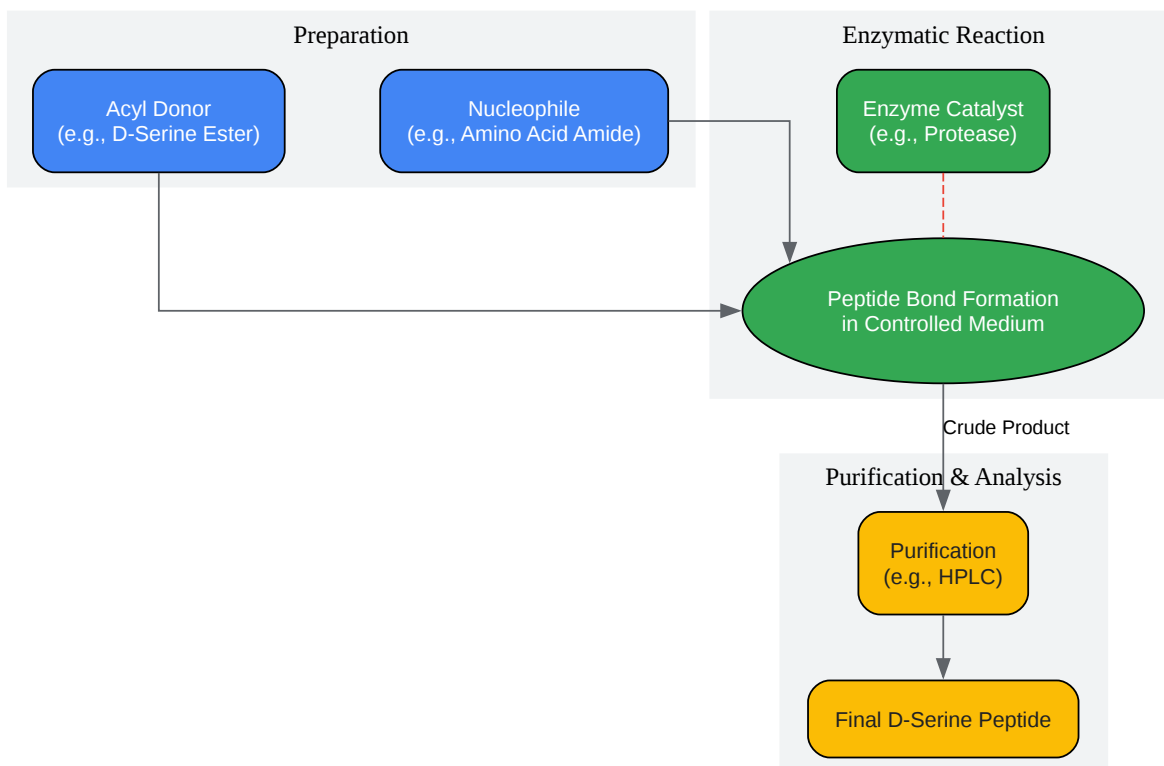 Preparation
Acyl Donor
(e.g., D-Serine Ester)
Nucleophile
(e.g., Amino Acid Amide)
Enzymatic Reaction
Enzyme Catalyst
(e.g., Protease)
Peptide Bond Formation
in Controlled Medium
Crude Product
Purification & Analysis
Purification
(e.g., HPLC)
Final D-Serine Peptide